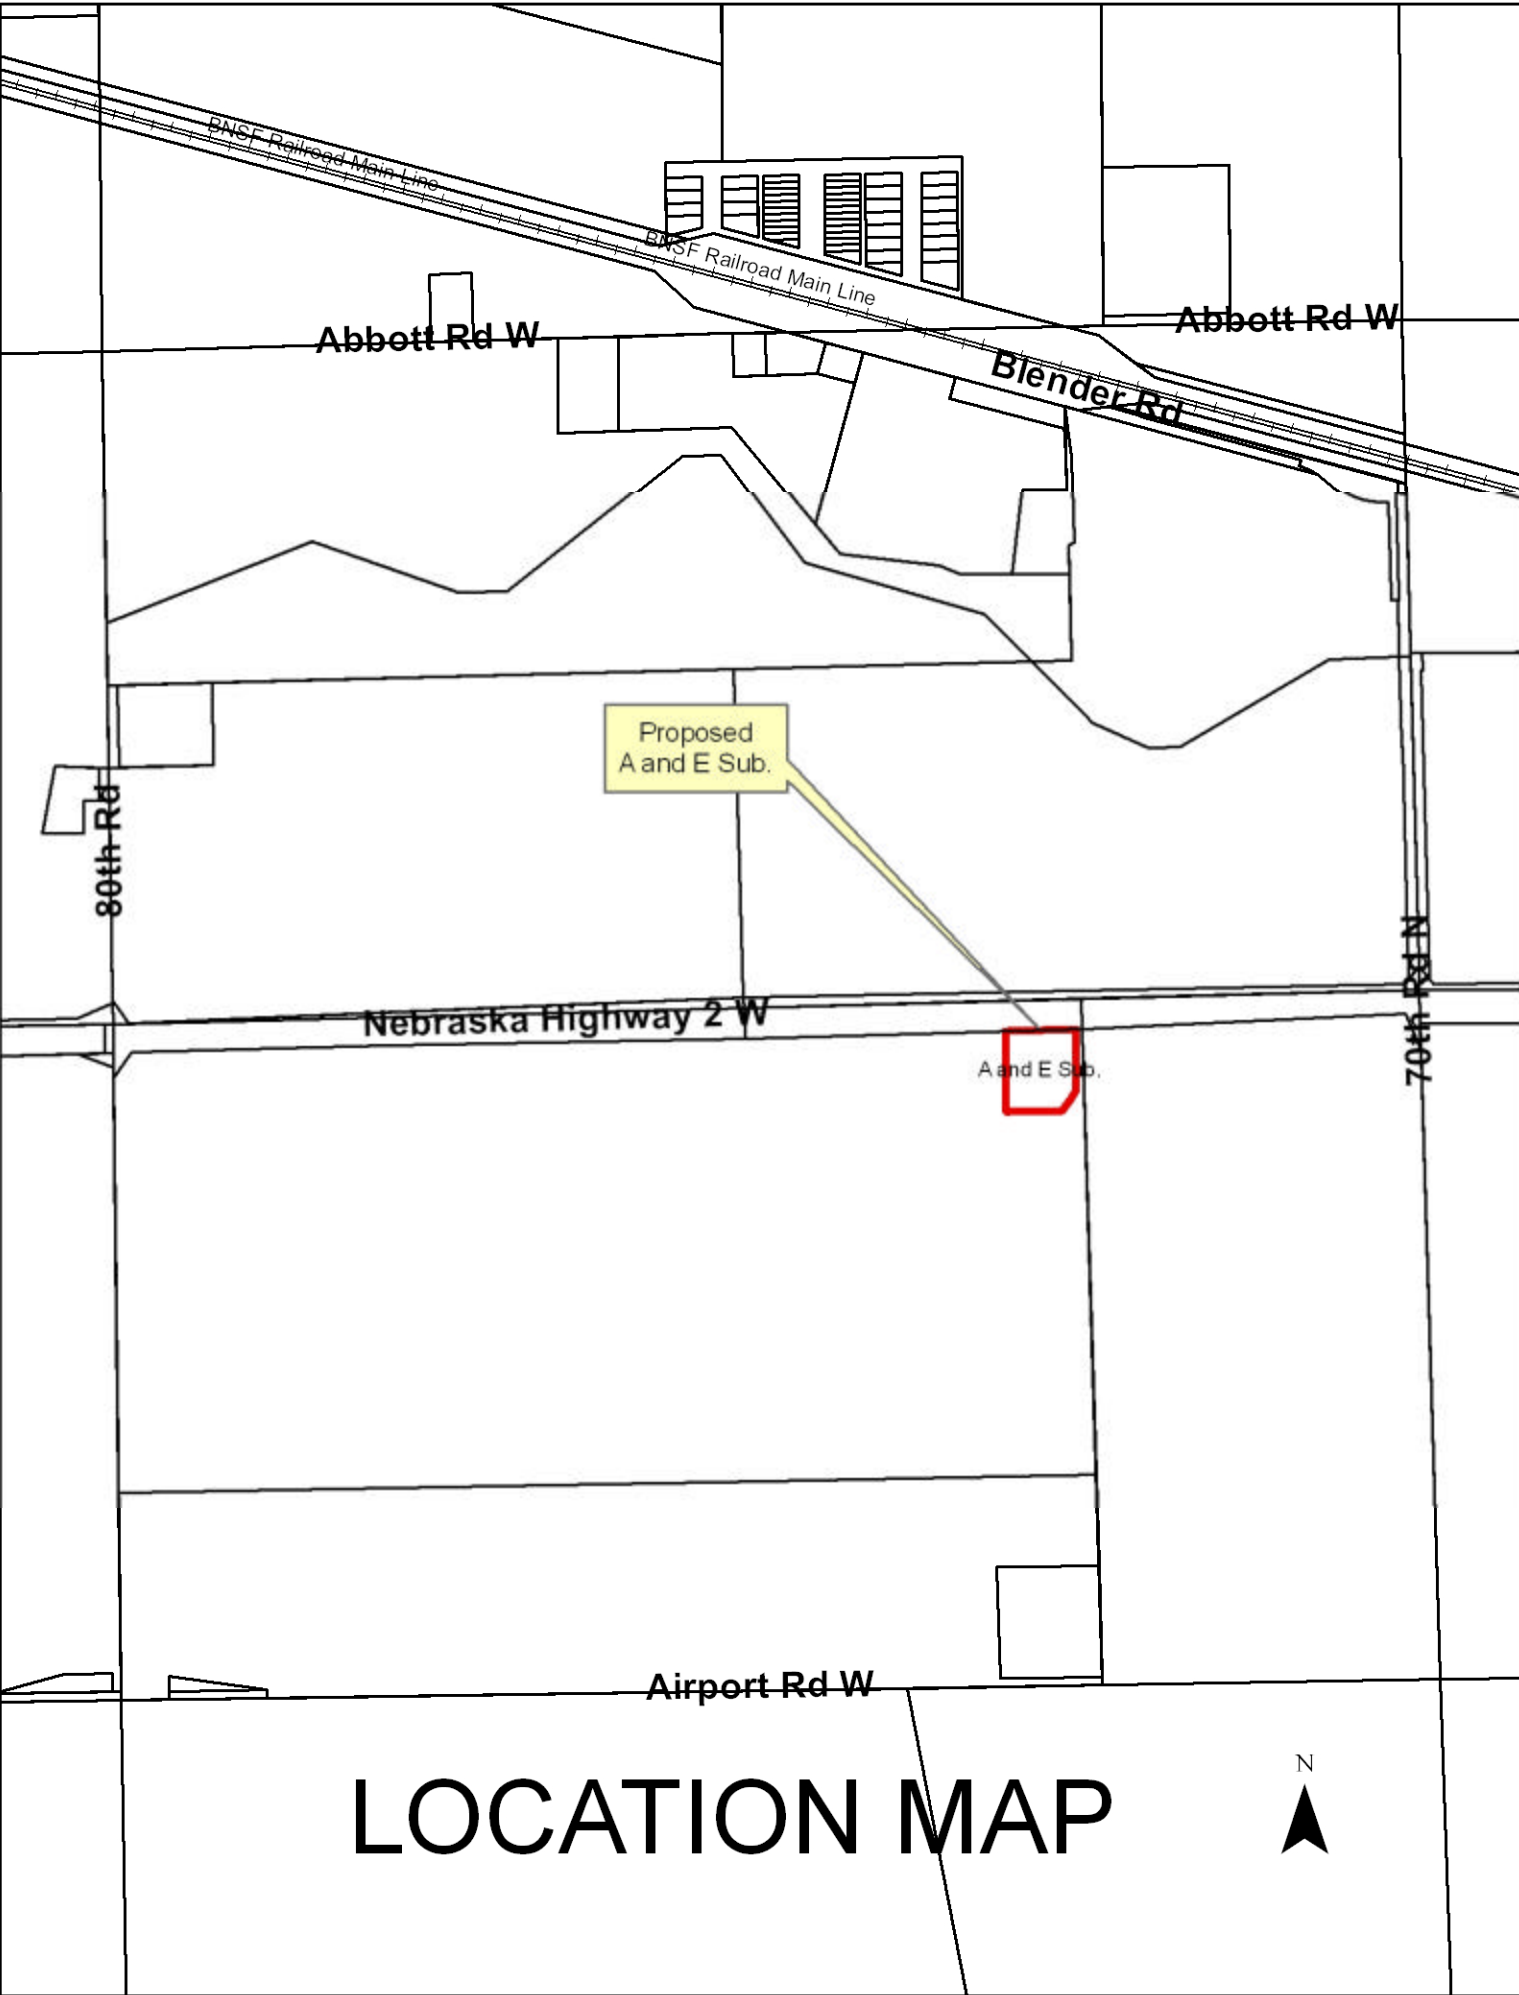 BNSF Railroad Main Line
BNSF Railroad Main Line
Abbott Rd W
Abbott Rd W
Blender Rd
Proposed
A and E Sub.
80th Rd
70th Rd N
Nebraska Highway 2 W
A and E Sub.
Airport Rd W
LOCATION MAP
N